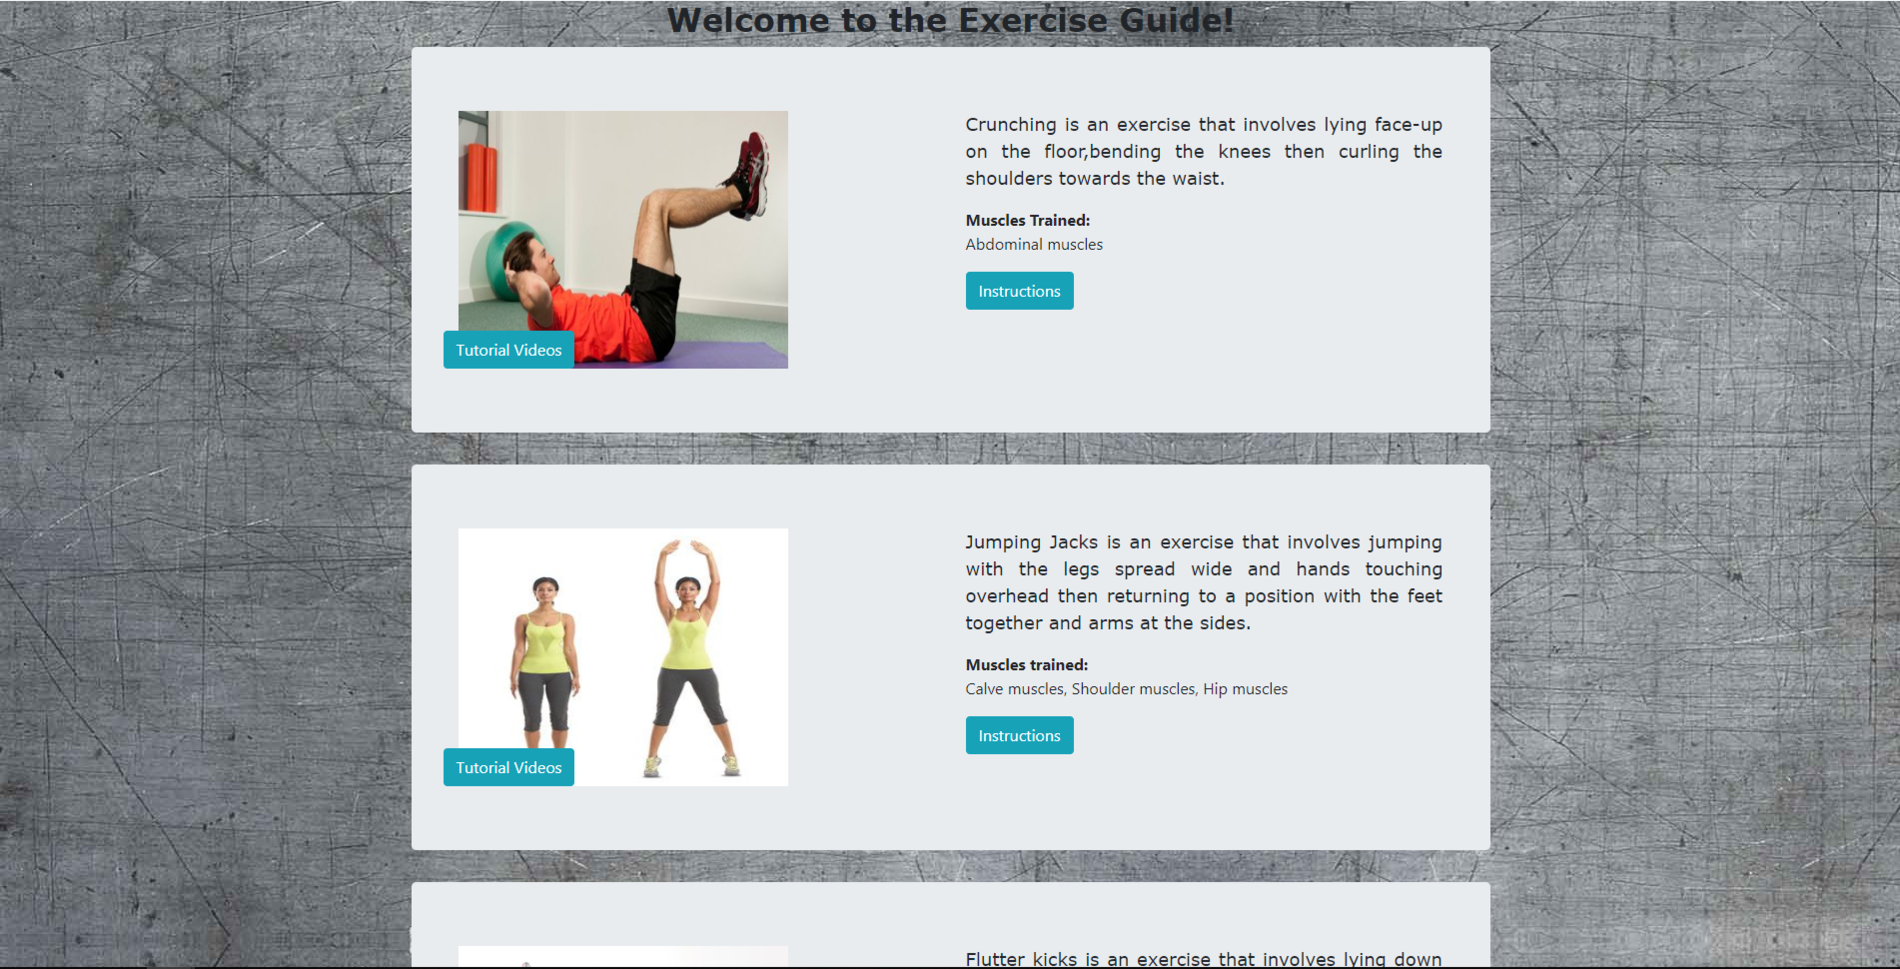 Welcome to the Exercise Guide!
Crunching is an exercise that involves lying face-up
on the floor,bending the knees then curling the
shoulders towards the waist.
Muscles Trained:
Abdominal muscles
Instructions
Tutorial Videos
Jumping Jacks is an exercise that involves jumping
with the legs spread wide and hands touching
overhead then returning to a position with the feet
together and arms at the sides.
Muscles trained:
Calve muscles, Shoulder muscles, Hip muscles
Instructions
Tutorial Videos
Flutter kicks is an exercise that involves lying down